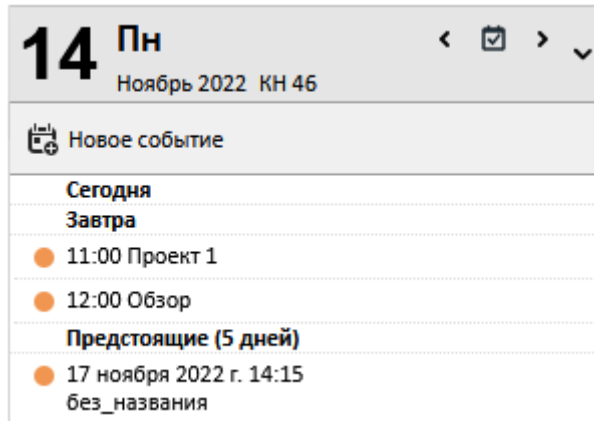 14 Пн
Ноябрь 2022 КН 46
Новое событие
Сегодня
Завтра
11:00 Проект 1
12:00 Обзор
Предстоящие (5 дней)
17 ноября 2022 г. 14:15
без_названия